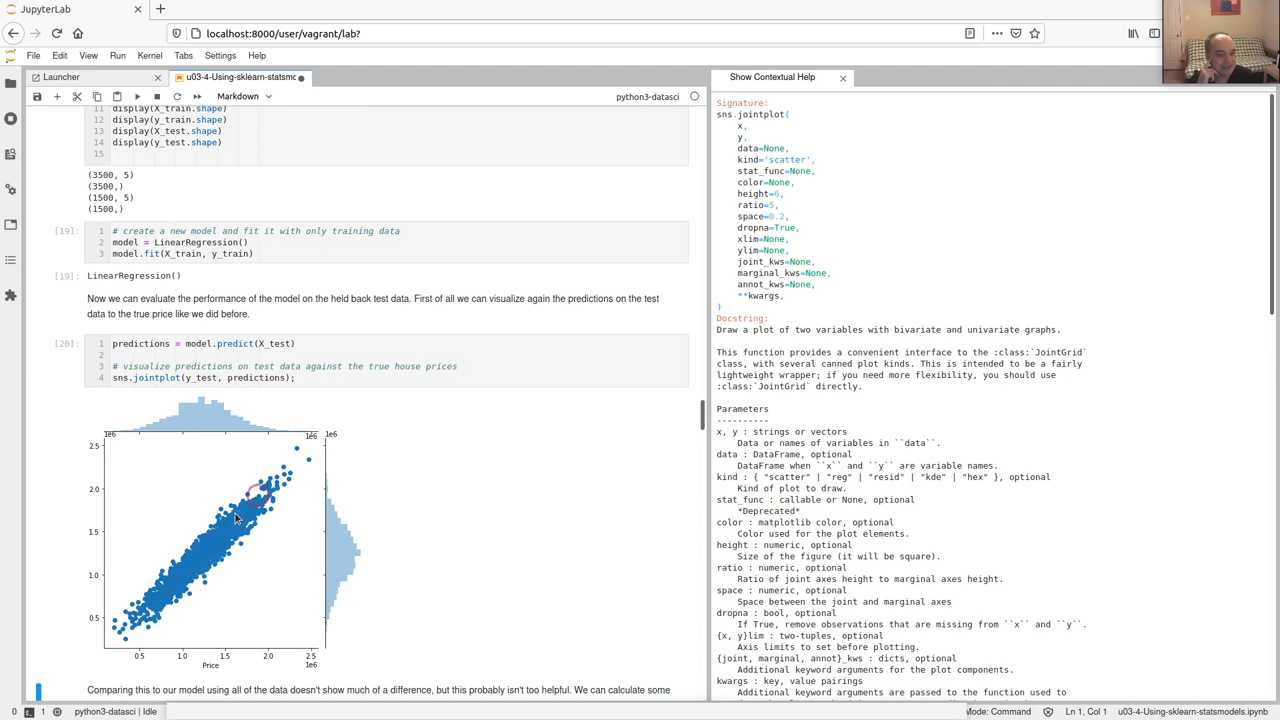 JupyterLab
localhost:8000/user/vagrant/lab?
File Edit View Run Kernel Tabs Settings Help
Launcher
u03-4-Using-sklearn-statsmo
Show Contextual Help
Markdown
python3-datasci
11 display(X_train.shape)
12 display(y_train.shape)
13 display(X_test.shape)
14 display(y_test.shape)
15
(3500, 5)
(3500,)
(1500, 5)
(1500,)
[19]:
1 # create a new model and fit it with only training data
2 model = LinearRegression()
3 model.fit(X_train, y_train)
[19]: LinearRegression()
Now we can evaluate the performance of the model on the held back test data. First of all we can visualize again the predictions on the test
data to the true price like we did before.
[20]:
1 predictions = model.predict(X_test)
2
3 # visualize predictions on test data against the true house prices
4 sns.jointplot(y_test, predictions);
1e6 1e6 1e6
2.5
2.0
1.5
1.0
0.5
0.5 1.0 1.5 2.0 2.5
Price 1e6
Comparing this to our model using all of the data doesn't show much of a difference, but this probably isn't too helpful. We can calculate some
Signature:
sns.jointplot(
x,
y,
data=None,
kind='scatter',
stat_func=None,
color=None,
height=6,
ratio=5,
space=0.2,
dropna=True,
xlim=None,
ylim=None,
joint_kws=None,
marginal_kws=None,
annot_kws=None,
**kwargs,
)
Docstring:
Draw a plot of two variables with bivariate and univariate graphs.
This function provides a convenient interface to the :class:`JointGrid`
class, with several canned plot kinds. This is intended to be a fairly
lightweight wrapper; if you need more flexibility, you should use
:class:`JointGrid` directly.
Parameters
----------
x, y : strings or vectors
Data or names of variables in ``data``.
data : DataFrame, optional
DataFrame when ``x`` and ``y`` are variable names.
kind : { "scatter" | "reg" | "resid" | "kde" | "hex" }, optional
Kind of plot to draw.
stat_func : callable or None, optional
*Deprecated*
color : matplotlib color, optional
Color used for the plot elements.
height : numeric, optional
Size of the figure (it will be square).
ratio : numeric, optional
Ratio of joint axes height to marginal axes height.
space : numeric, optional
Space between the joint and marginal axes
dropna : bool, optional
If True, remove observations that are missing from ``x`` and ``y``.
{x, y}lim : two-tuples, optional
Axis limits to set before plotting.
{joint, marginal, annot}_kws : dicts, optional
Additional keyword arguments for the plot components.
kwargs : key, value pairings
Additional keyword arguments are passed to the function used to
0 1 python3-datasci | Idle
Mode: Command Ln 1, Col 1 u03-4-Using-sklearn-statsmodels.ipynb